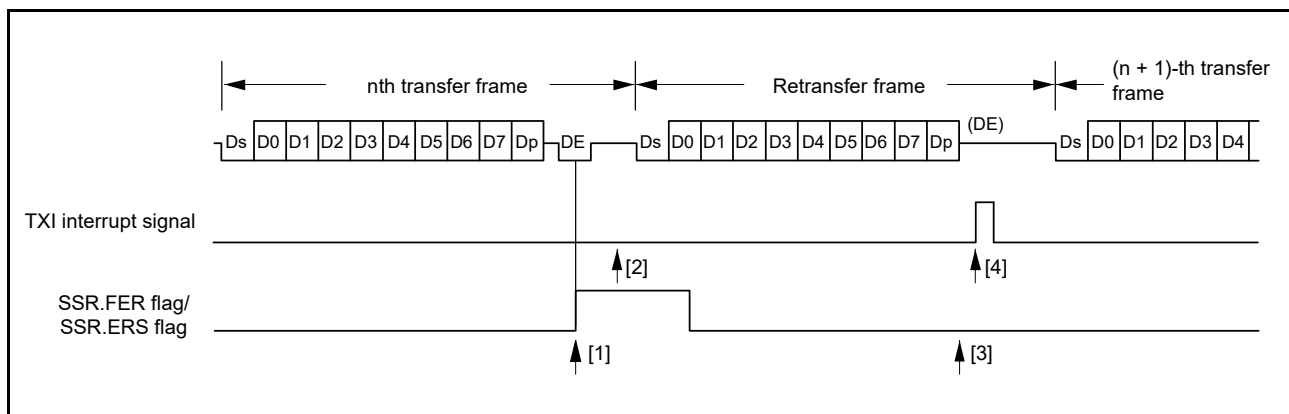 nth transfer frame
Retransfer frame
(n + 1)-th transfer
frame
(DE)
Ds D0 D1 D2 D3 D4 D5 D6 D7 Dp DE Ds D0 D1 D2 D3 D4 D5 D6 D7 Dp Ds D0 D1 D2 D3 D4
TXI interrupt signal
[2] [4]
SSR.FER flag/
SSR.ERS flag
[1] [3]